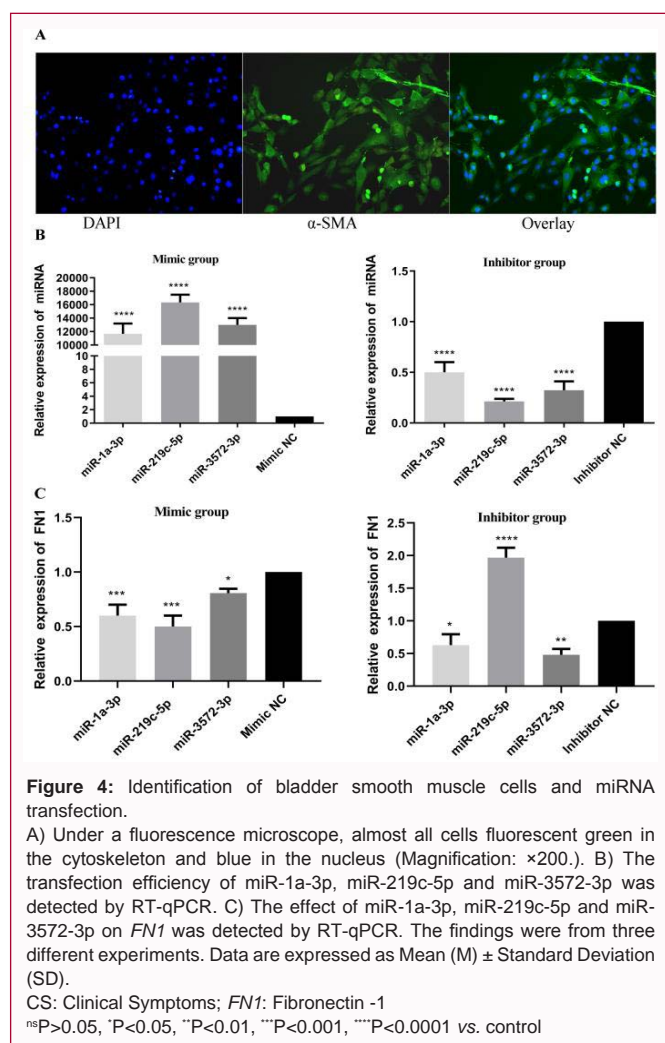 A
DAPI
α-SMA
Overlay
B
Mimic group
Relative expression of miRNA
20000
18000
16000
14000
12000
10000
10
8
6
4
2
0
****
****
****
miR-1a-3p
miR-219c-5p
miR-3572-3p
Mimic NC
Inhibitor group
Relative expression of miRNA
1.5
1.0
0.5
0.0
****
****
****
miR-1a-3p
miR-219c-5p
miR-3572-3p
Inhibitor NC
C
Mimic group
Relative expression of FN1
1.5
1.0
0.5
0.0
***
***
*
miR-1a-3p
miR-219c-5p
miR-3572-3p
Mimic NC
Inhibitor group
Relative expression of FN1
2.5
2.0
1.5
1.0
0.5
0.0
*
****
**
miR-1a-3p
miR-219c-5p
miR-3572-3p
Inhibitor NC
Figure 4: Identification of bladder smooth muscle cells and miRNA
transfection.
A) Under a fluorescence microscope, almost all cells fluorescent green in
the cytoskeleton and blue in the nucleus (Magnification: ×200.). B) The
transfection efficiency of miR-1a-3p, miR-219c-5p and miR-3572-3p was
detected by RT-qPCR. C) The effect of miR-1a-3p, miR-219c-5p and miR-
3572-3p on FN1 was detected by RT-qPCR. The findings were from three
different experiments. Data are expressed as Mean (M) ± Standard Deviation
(SD).
CS: Clinical Symptoms; FN1: Fibronectin -1
nsP>0.05, *P<0.05, **P<0.01, ***P<0.001, ****P<0.0001 vs. control